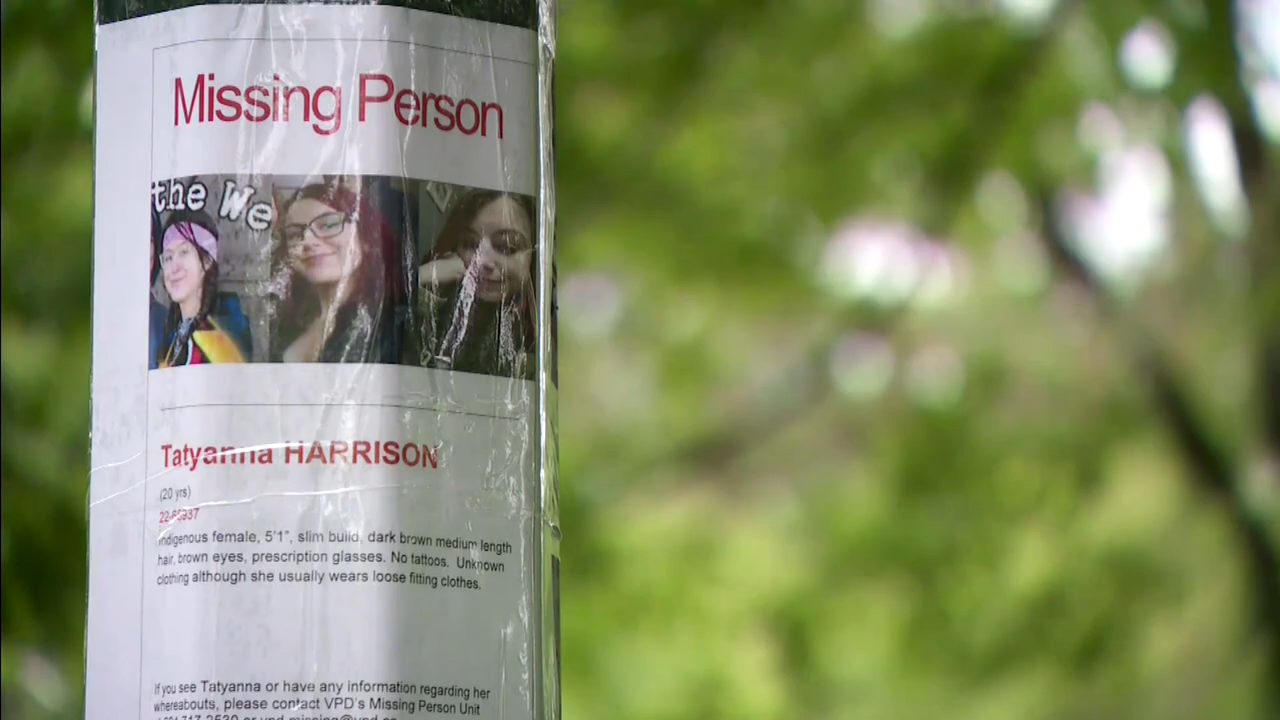 Missing Person
the We
Tatyanna HARRISON
(20 yrs)
Indigenous female, 5'1", slim build, dark brown medium length
hair, brown eyes, prescription glasses. No tattoos. Unknown
clothing although she usually wears loose fitting clothes.
If you see Tatyanna or have any information regarding her
whereabouts, please contact VPD's Missing Person Unit